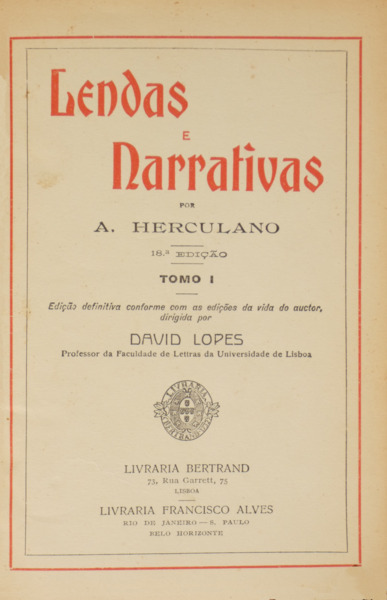 Lendas
E
Narrativas
POR
A. HERCULANO
18.ª EDIÇÃO
TOMO I
Edição definitiva conforme com as edições da vida do auctor,
dirigida por
DAVID LOPES
Professor da Faculdade de Lettras da Universidade de Lisboa
LIVRARIA
BERTRAND
LIVRARIA BERTRAND
73, Rua Garrett, 75
LISBOA
LIVRARIA FRANCISCO ALVES
RIO DE JANEIRO — S. PAULO
BELO HORIZONTE